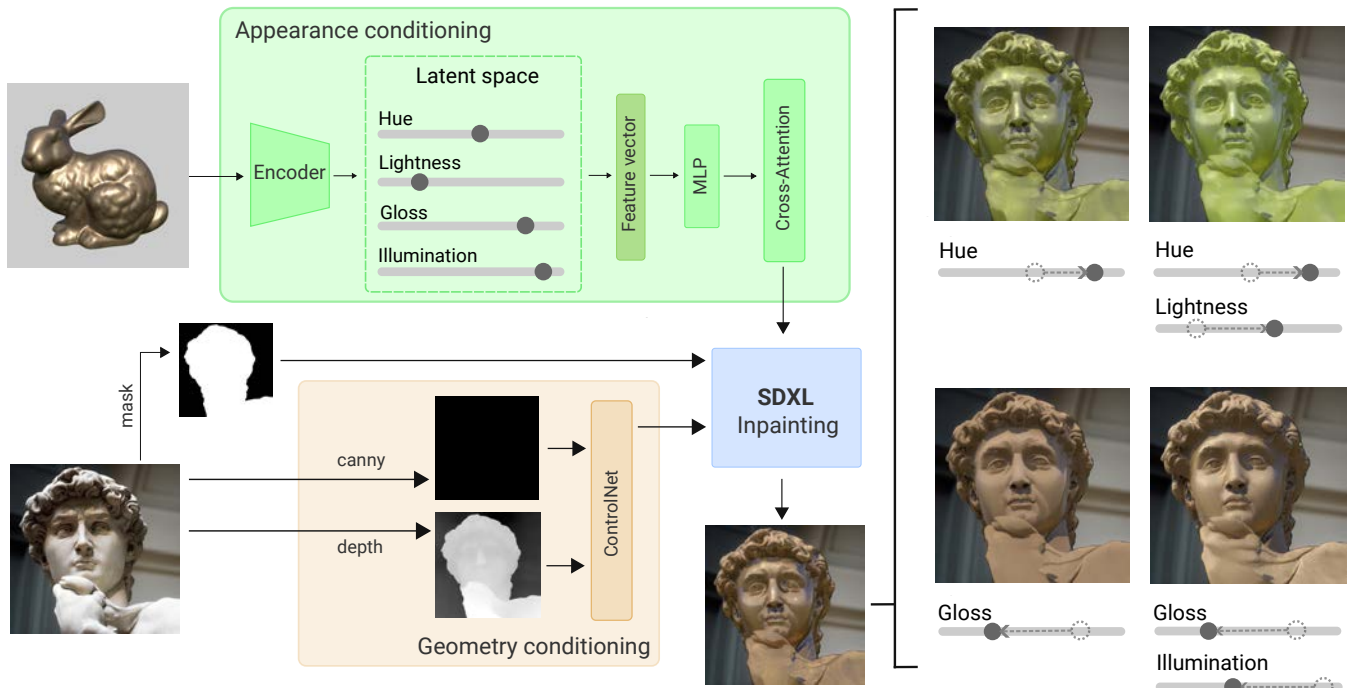 Appearance conditioning
Latent space
Hue
Lightness
Gloss
Illumination
Encoder
Feature vector
MLP
Cross-Attention
mask
canny
depth
ControlNet
Geometry conditioning
SDXL
Inpainting
Hue
Hue
Lightness
Gloss
Gloss
Illumination